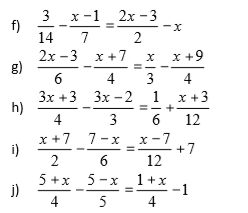 f) 3/14 − (x −1)/7 = (2x −3)/2 − x
g) (2x −3)/6 − (x +7)/4 = x/3 − (x +9)/4
h) (3x +3)/4 − (3x −2)/3 = 1/6 + (x +3)/12
i) (x +7)/2 − (7 −x)/6 = (x −7)/12 + 7
j) (5 +x)/4 − (5 −x)/5 = (1+x)/4 − 1